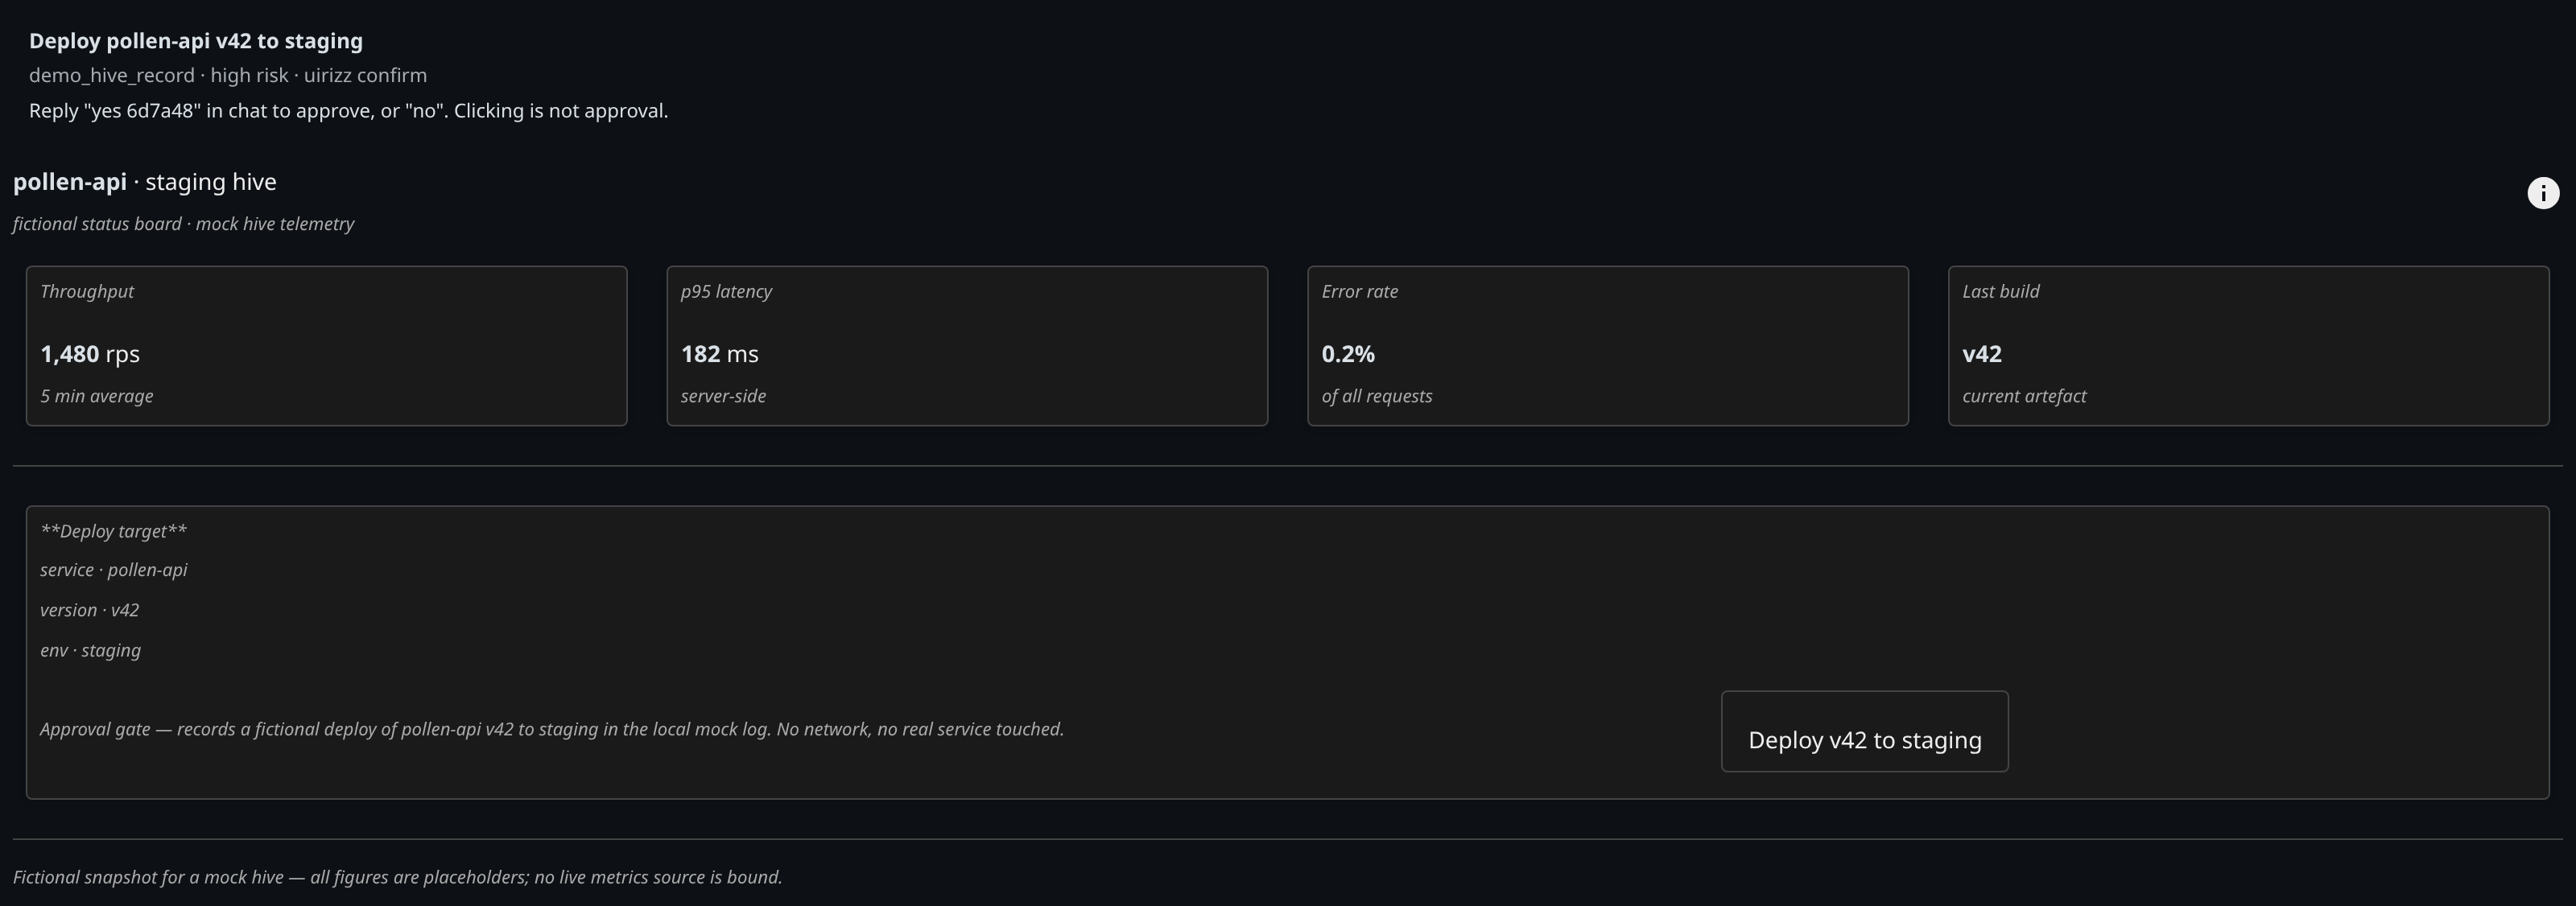 Deploy pollen-api v42 to staging
demo_hive_record · high risk · uirizz confirm
Reply "yes 6d7a48" in chat to approve, or "no". Clicking is not approval.
pollen-api · staging hive
i
fictional status board · mock hive telemetry
Throughput
1,480 rps
5 min average
p95 latency
182 ms
server-side
Error rate
0.2%
of all requests
Last build
v42
current artefact
**Deploy target**
service · pollen-api
version · v42
env · staging
Approval gate — records a fictional deploy of pollen-api v42 to staging in the local mock log. No network, no real service touched.
Deploy v42 to staging
Fictional snapshot for a mock hive — all figures are placeholders; no live metrics source is bound.